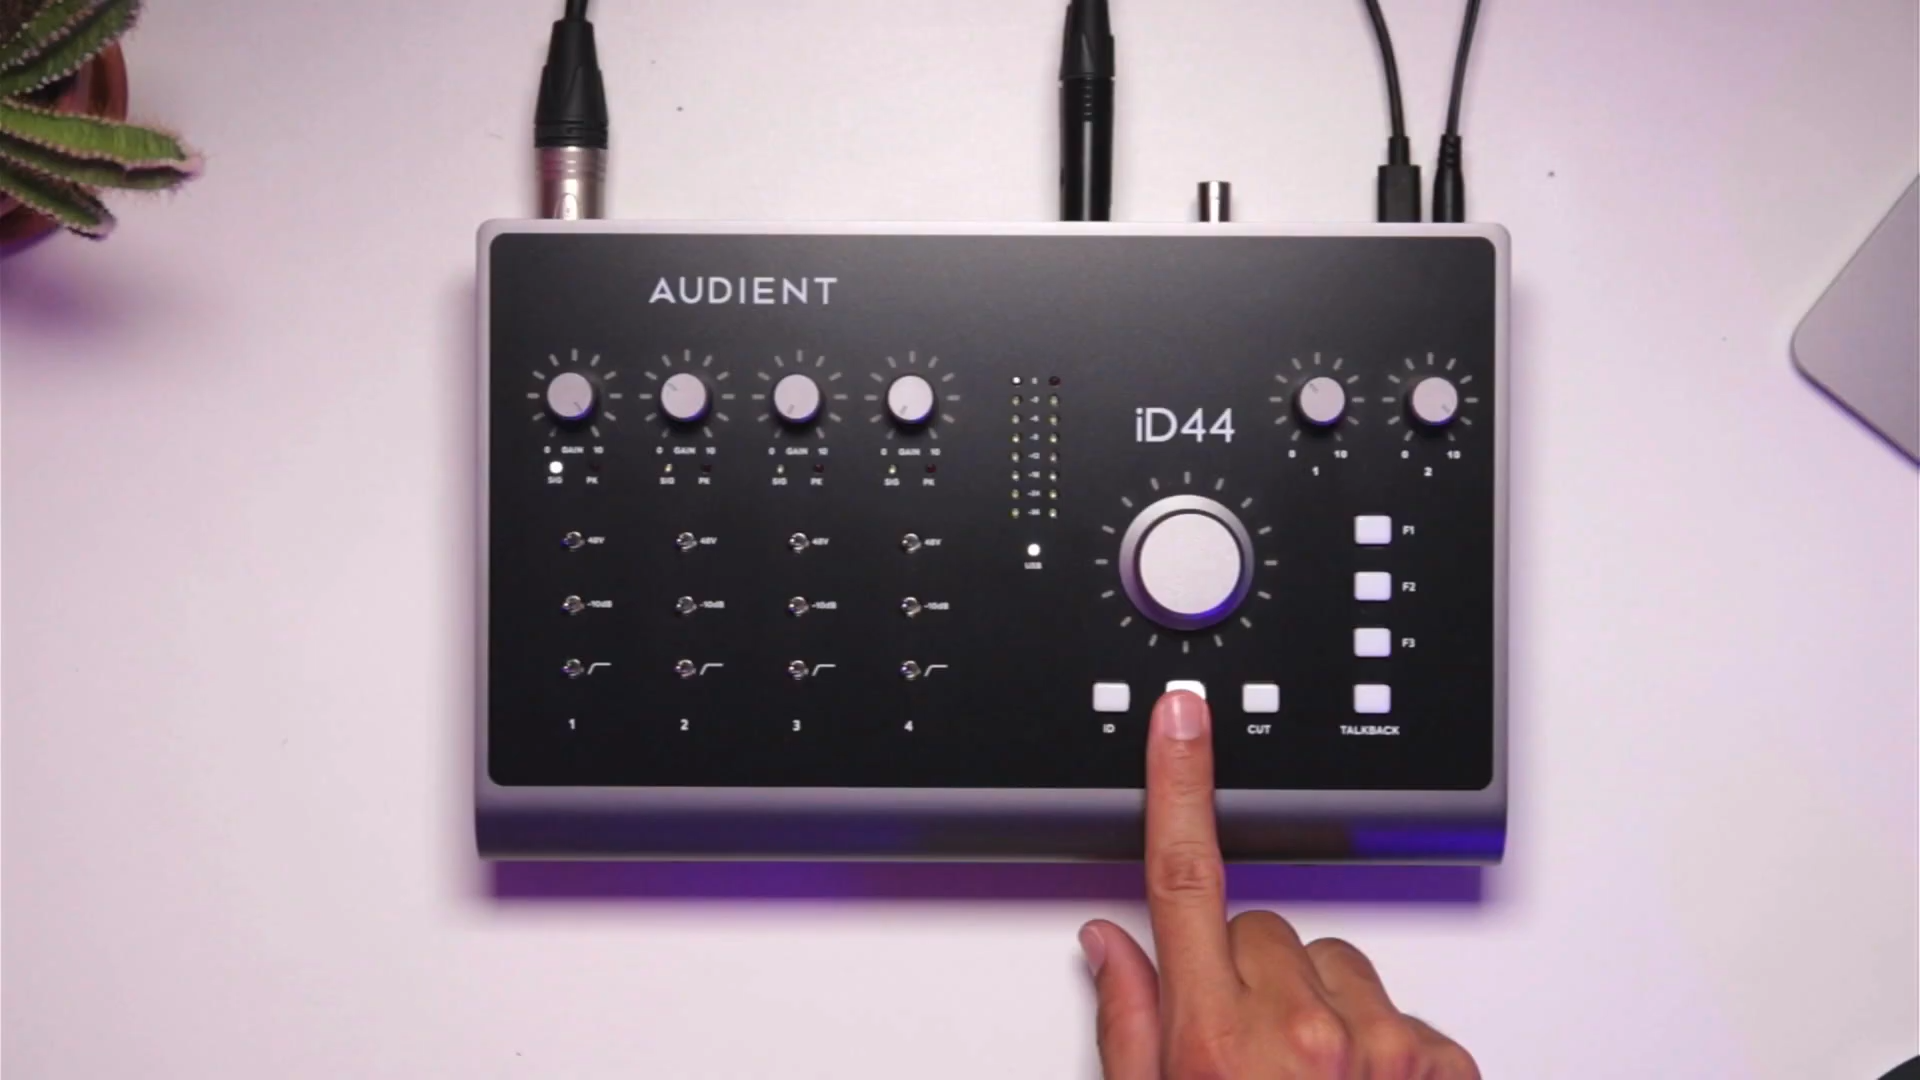 AUDIENT
iD44
0 GAIN 10
0 GAIN 10
0 GAIN 10
0 GAIN 10
SIG PK
SIG PK
SIG PK
SIG PK
0
USB
0 10
1
0 10
2
48V
48V
48V
48V
-10dB
-10dB
-10dB
-10dB
F1
F2
F3
1
2
3
4
ID
CUT
TALKBACK